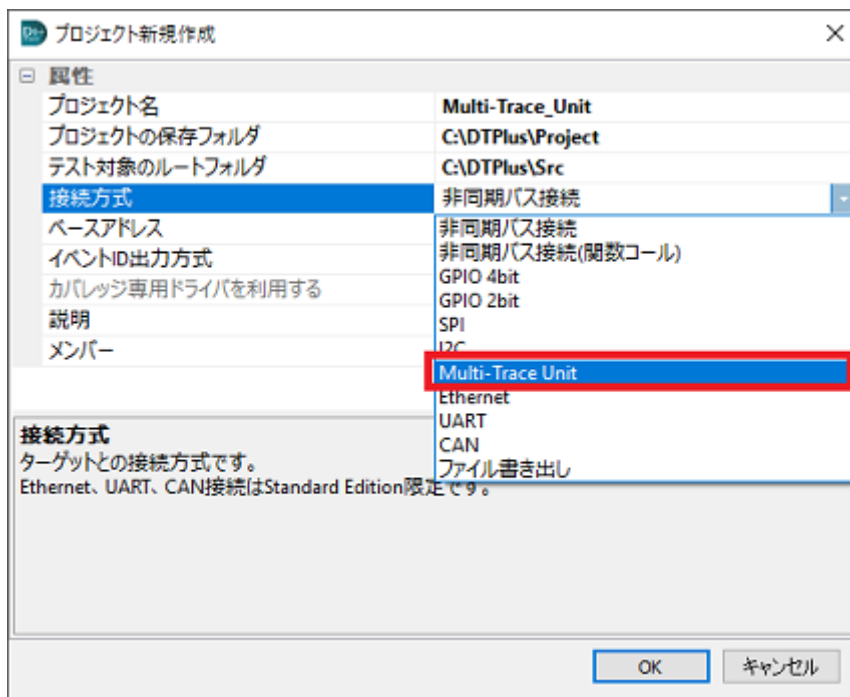 Dt+ プロジェクト新規作成
属性
プロジェクト名 Multi-Trace_Unit
プロジェクトの保存フォルダ C:\DTPlus\Project
テスト対象のルートフォルダ C:\DTPlus\Src
接続方式 非同期バス接続
ベースアドレス 非同期バス接続
非同期バス接続(関数コール)
イベントID出力方式
GPIO 4bit
カバレッジ専用ドライバを利用する
GPIO 2bit
説明 SPI
メンバー I2C
Multi-Trace Unit
Ethernet
UART
CAN
ファイル書き出し
接続方式
ターゲットとの接続方式です。
Ethernet、UART、CAN接続はStandard Edition限定です。
OK キャンセル